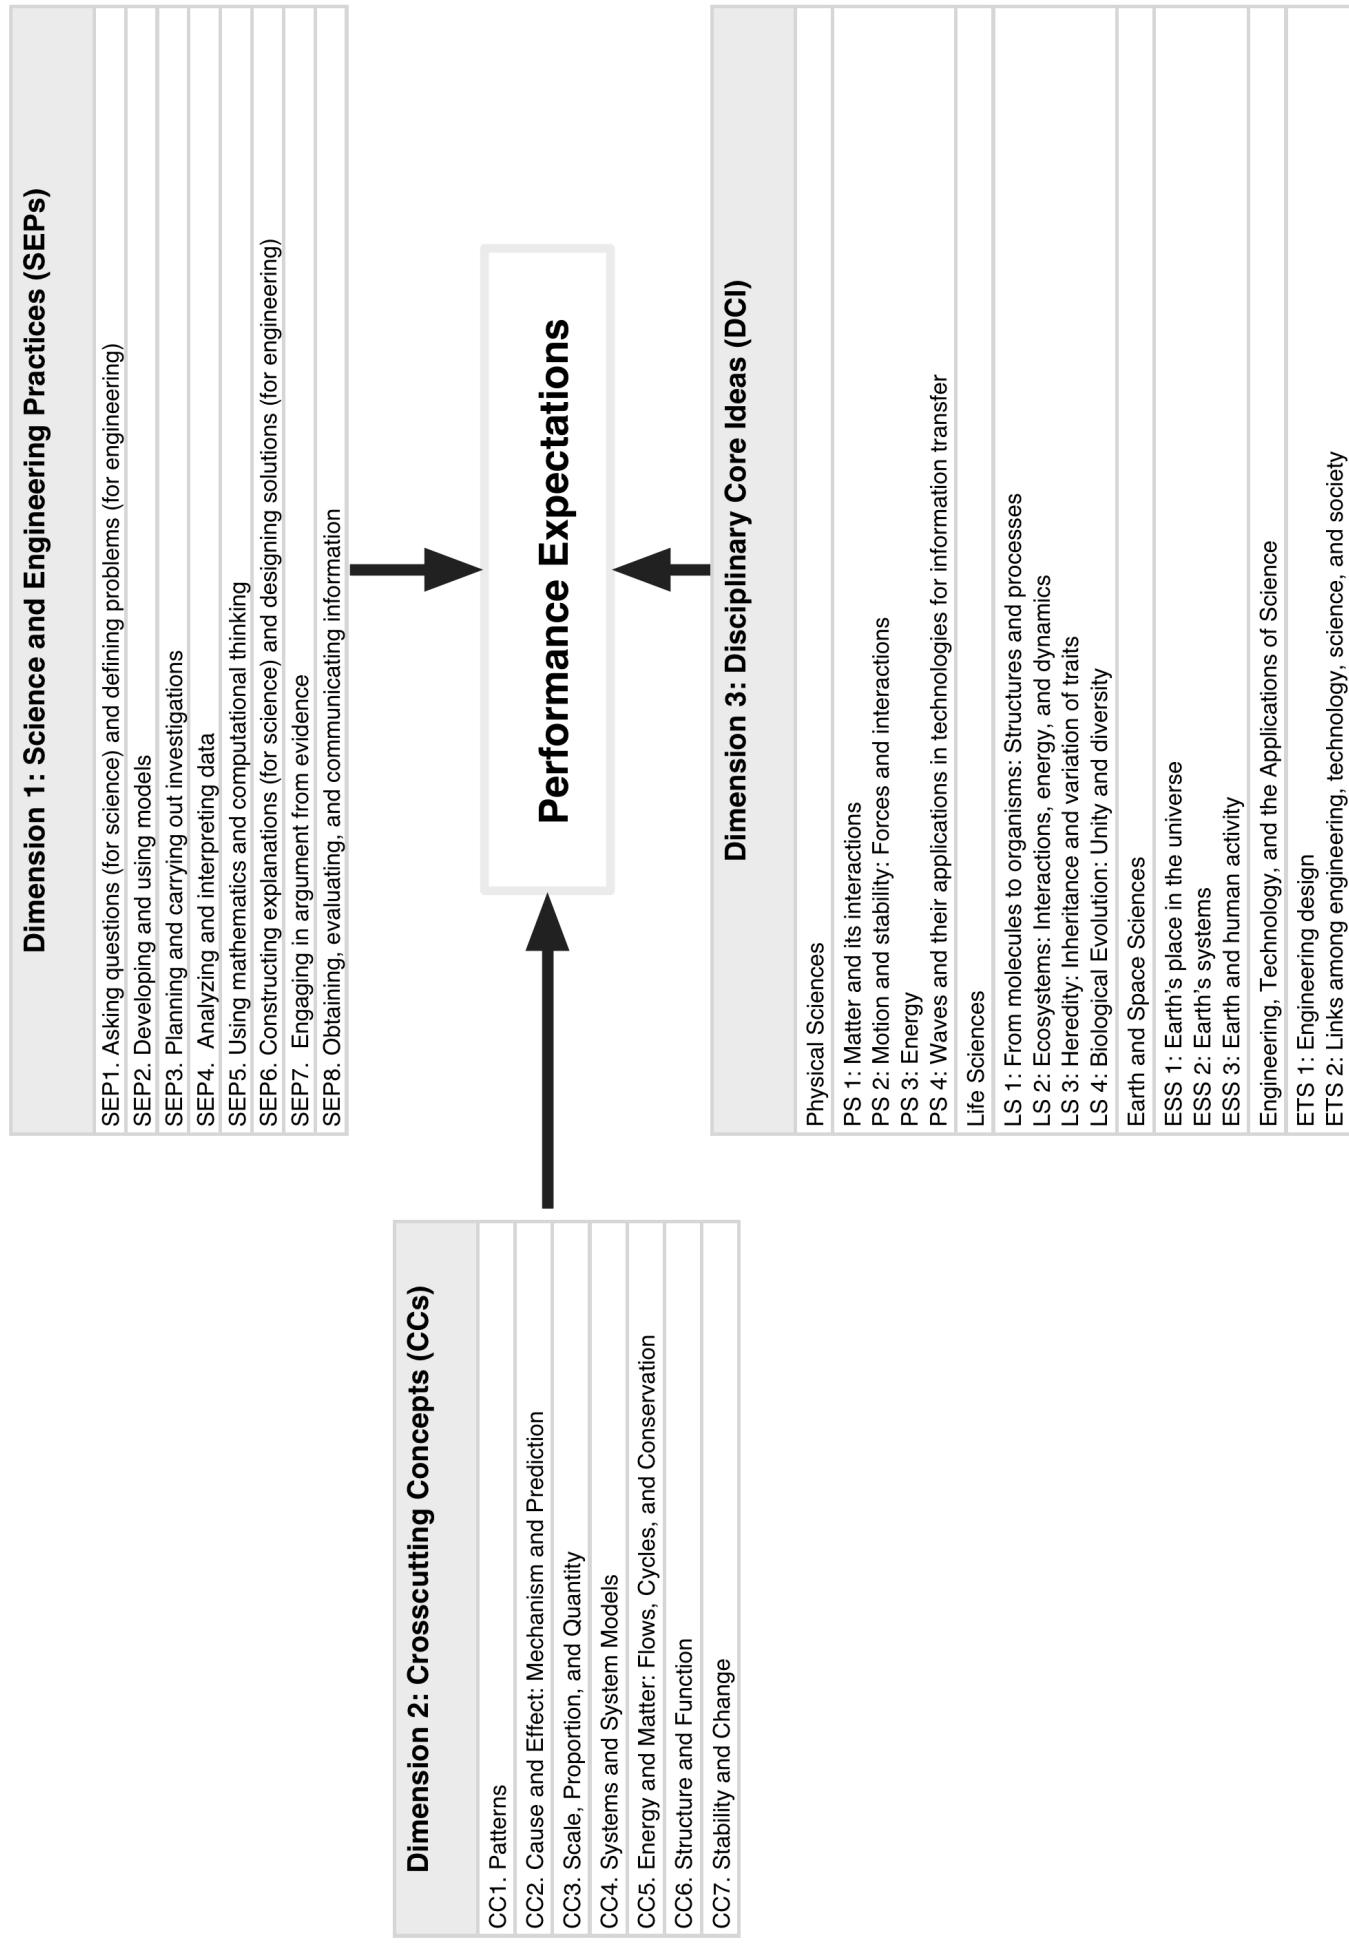 Dimension 1: Science and Engineering Practices (SEPs)
SEP1. Asking questions (for science) and defining problems (for engineering)
SEP2. Developing and using models
SEP3. Planning and carrying out investigations
SEP4. Analyzing and interpreting data
SEP5. Using mathematics and computational thinking
SEP6. Constructing explanations (for science) and designing solutions (for engineering)
SEP7. Engaging in argument from evidence
SEP8. Obtaining, evaluating, and communicating information
Dimension 2: Crosscutting Concepts (CCs)
CC1. Patterns
CC2. Cause and Effect: Mechanism and Prediction
CC3. Scale, Proportion, and Quantity
CC4. Systems and System Models
CC5. Energy and Matter: Flows, Cycles, and Conservation
CC6. Structure and Function
CC7. Stability and Change
Performance Expectations
Dimension 3: Disciplinary Core Ideas (DCI)
Physical Sciences
PS 1: Matter and its interactions
PS 2: Motion and stability: Forces and interactions
PS 3: Energy
PS 4: Waves and their applications in technologies for information transfer
Life Sciences
LS 1: From molecules to organisms: Structures and processes
LS 2: Ecosystems: Interactions, energy, and dynamics
LS 3: Heredity: Inheritance and variation of traits
LS 4: Biological Evolution: Unity and diversity
Earth and Space Sciences
ESS 1: Earth's place in the universe
ESS 2: Earth's systems
ESS 3: Earth and human activity
Engineering, Technology, and the Applications of Science
ETS 1: Engineering design
ETS 2: Links among engineering, technology, science, and society